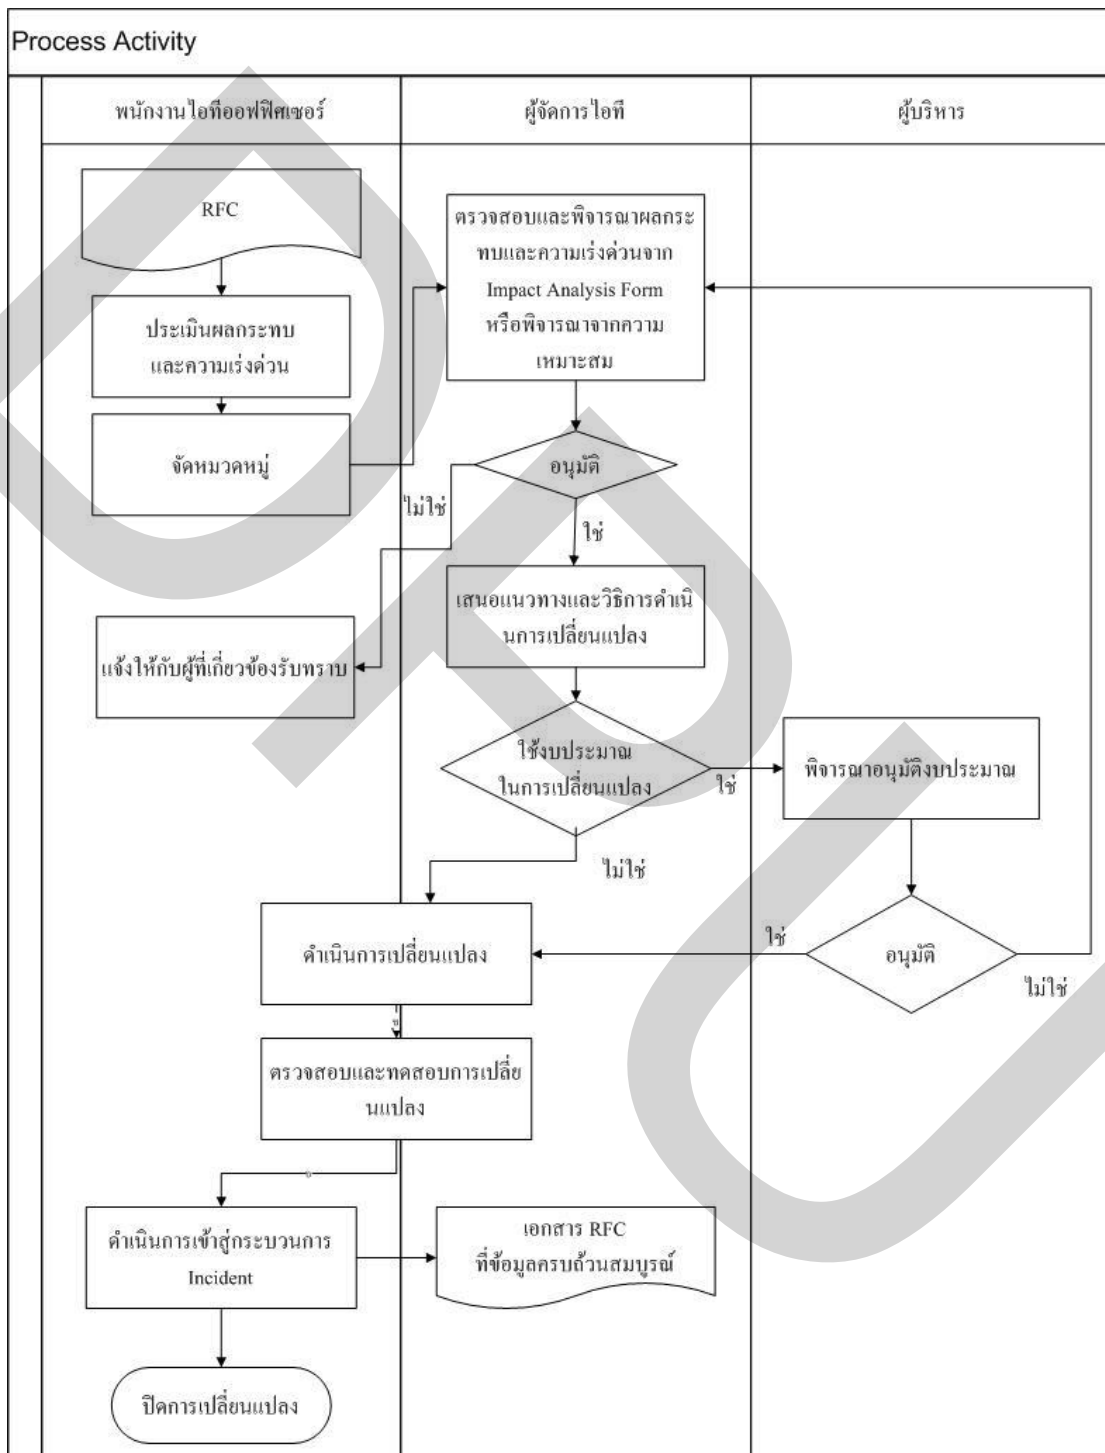 Process Activity
พนักงานไอทีออฟฟิศเซอร์
ผู้จัดการไอที
ผู้บริหาร
RFC
ประเมินผลกระทบ
และความเร่งด่วน
จัดหมวดหมู่
ตรวจสอบและพิจารณาผลกระ
ทบและความเร่งด่วนจาก
Impact Analysis Form
หรือพิจารณาจากความ
เหมาะสม
อนุมัติ
ไม่ใช่
ใช่
เสนอแนวทางและวิธีการดำเนิ
นการเปลี่ยนแปลง
แจ้งให้กับผู้ที่เกี่ยวข้องรับทราบ
ใช้งบประมาณ
ในการเปลี่ยนแปลง
ใช่
พิจารณาอนุมัติงบประมาณ
ไม่ใช่
ดำเนินการเปลี่ยนแปลง
ใช่
อนุมัติ
ไม่ใช่
ตรวจสอบและทดสอบการเปลี่ย
นแปลง
ดำเนินการเข้าสู่กระบวนการ
Incident
เอกสาร RFC
ที่ข้อมูลครบถ้วนสมบูรณ์
ปิดการเปลี่ยนแปลง
DPU